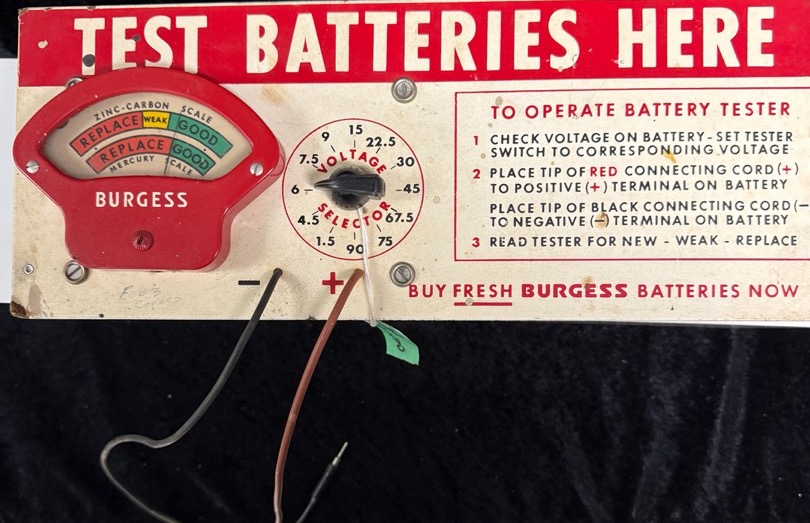 TEST BATTERIES HERE
ZINC-CARBON SCALE
REPLACE WEAK GOOD
REPLACE GOOD
MERCURY SCALE
BURGESS
15
9 22.5
7.5 30
VOLTAGE
6 45
SELECTOR
4.5 67.5
1.5 75
90
- +
TO OPERATE BATTERY TESTER
1 CHECK VOLTAGE ON BATTERY - SET TESTER
SWITCH TO CORRESPONDING VOLTAGE
2 PLACE TIP OF RED CONNECTING CORD (+)
TO POSITIVE (+) TERMINAL ON BATTERY
PLACE TIP OF BLACK CONNECTING CORD (-
TO NEGATIVE (-) TERMINAL ON BATTERY
3 READ TESTER FOR NEW - WEAK - REPLACE
BUY FRESH BURGESS BATTERIES NOW